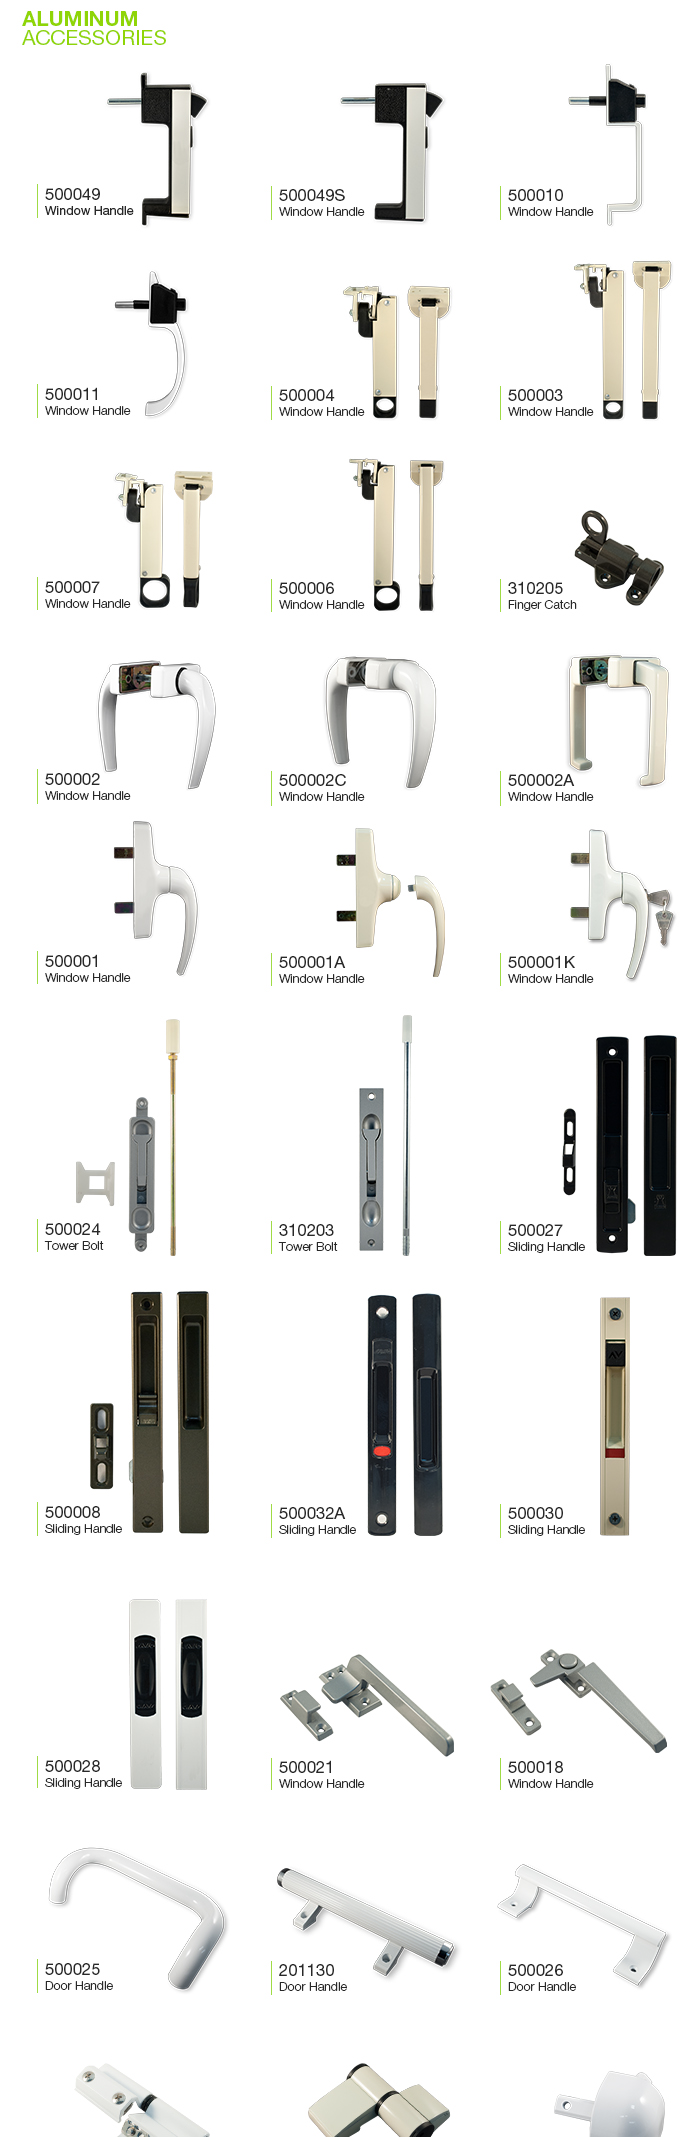 ALUMINUM
ACCESSORIES
500049
Window Handle
500049S
Window Handle
500010
Window Handle
500011
Window Handle
500004
Window Handle
500003
Window Handle
500007
Window Handle
500006
Window Handle
310205
Finger Catch
500002
Window Handle
500002C
Window Handle
500002A
Window Handle
500001
Window Handle
500001A
Window Handle
500001K
Window Handle
500024
Tower Bolt
310203
Tower Bolt
500027
Sliding Handle
500008
Sliding Handle
500032A
Sliding Handle
500030
Sliding Handle
500028
Sliding Handle
500021
Window Handle
500018
Window Handle
500025
Door Handle
201130
Door Handle
500026
Door Handle